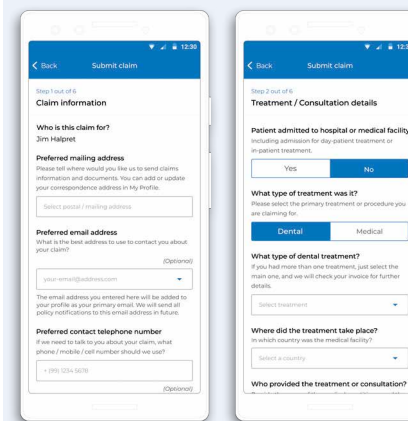 12:30
Back
Submit claim
Step 1 out of 6
Claim information
Who is this claim for?
Jim Halpret
Preferred mailing address
Please tell where would you like us to send claims
information and documents. You can add or update
your correspondence address in My Profile.
Select postal / mailing address
Preferred email address
What is the best address to use to contact you about
your claim?
(Optional)
your-email@address.com
The email address you entered here will be added to
your profile as your primary email. We will send all
policy notifications to this email address in future.
Preferred contact telephone number
If we need to talk to you about your claim, what
phone / mobile / cell number should we use?
+ (99) 1234 5678
(Optional)
12:3
Back
Submit claim
Step 2 out of 6
Treatment / Consultation details
Patient admitted to hospital or medical facility
Including admission for day-patient treatment or
in-patient treatment.
Yes
No
What type of treatment was it?
Please select the primary treatment or procedure you
are claiming for.
Dental
Medical
What type of dental treatment?
If you had more than one treatment, just select the
main one, and we will check your invoice for further
details.
Select treatment
Where did the treatment take place?
In which country was the medical facility?
Select a country
Who provided the treatment or consultation?